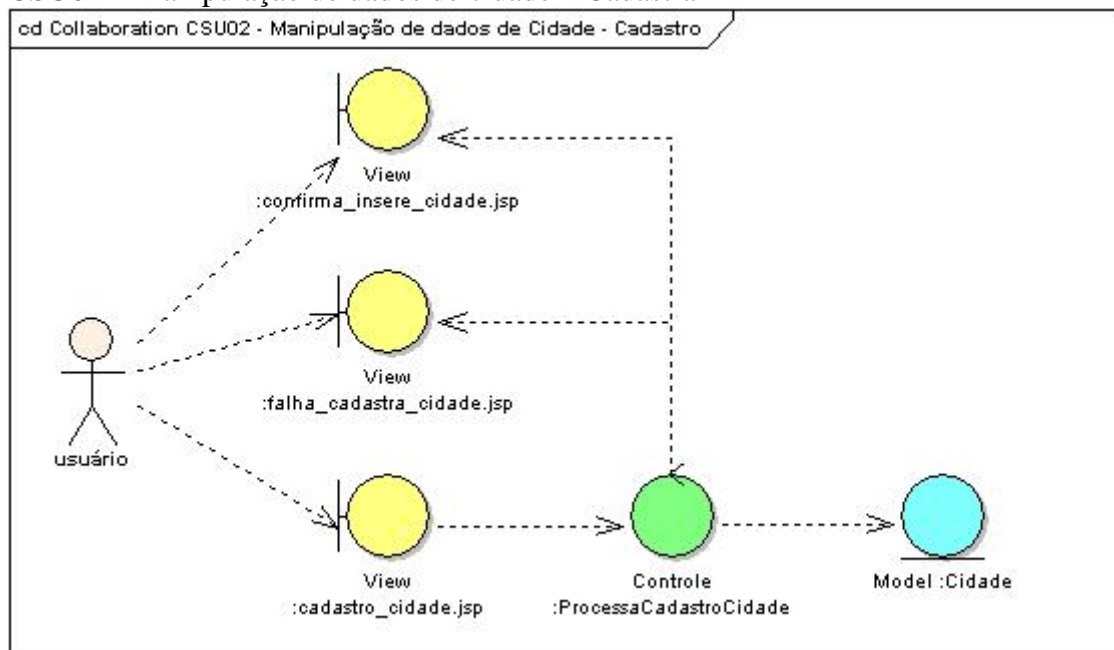 cd Collaboration CSU02 - Manipulação de dados de Cidade - Cadastro
View
:confirma_insere_cidade.jsp
View
:falha_cadastra_cidade.jsp
usuário
View
:cadastro_cidade.jsp
Controle
:ProcessaCadastroCidade
Model :Cidade